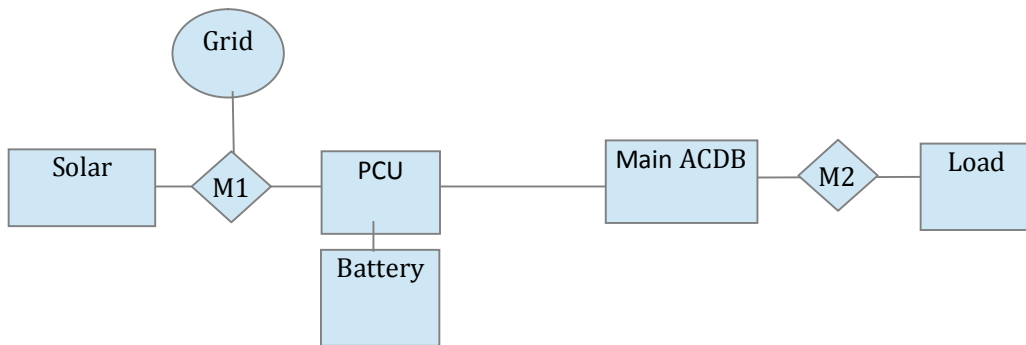 Grid
Solar
M1
PCU
Main ACDB
M2
Load
Battery